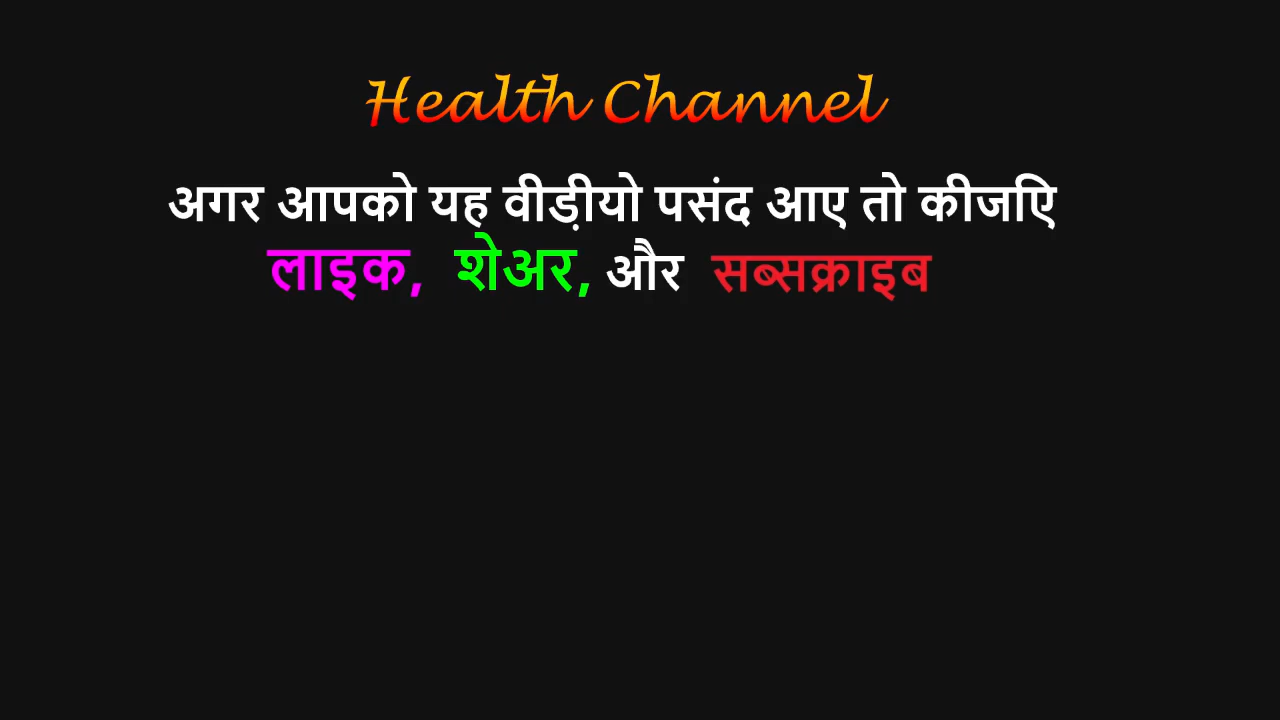 Health Channel
अगर आपको यह वीड़ीयो पसंद आए तो कीजिए
लाइक, शेअर, और सब्सक्राइब